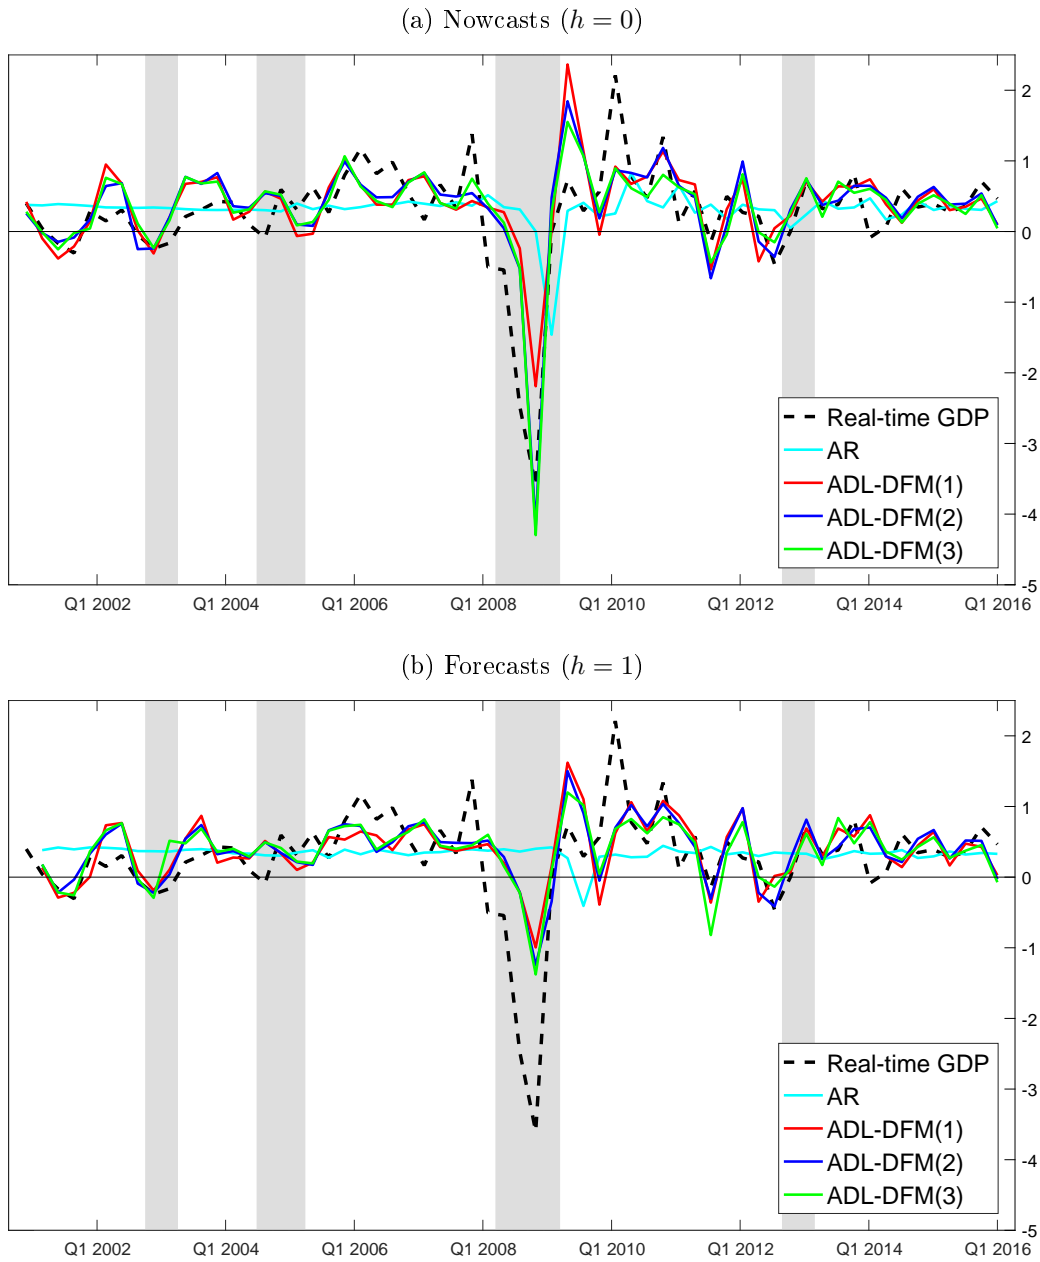 (a) Nowcasts (h = 0)
2
1
0
-1
-2
-3
-4
-5
Real-time GDP
AR
ADL-DFM(1)
ADL-DFM(2)
ADL-DFM(3)
Q1 2002 Q1 2004 Q1 2006 Q1 2008 Q1 2010 Q1 2012 Q1 2014 Q1 2016
(b) Forecasts (h = 1)
2
1
0
-1
-2
-3
-4
-5
Real-time GDP
AR
ADL-DFM(1)
ADL-DFM(2)
ADL-DFM(3)
Q1 2002 Q1 2004 Q1 2006 Q1 2008 Q1 2010 Q1 2012 Q1 2014 Q1 2016